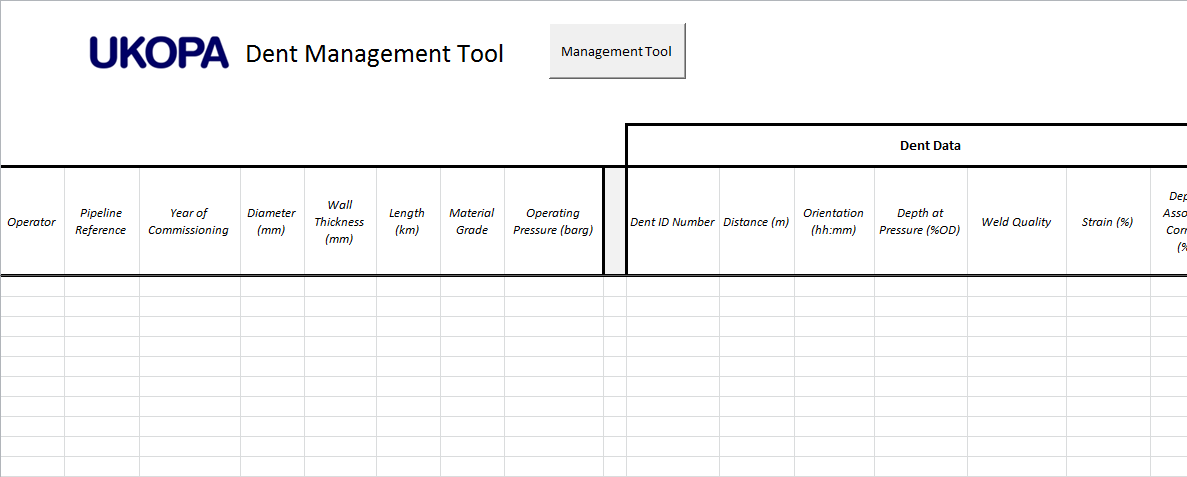 UKOPA Dent Management Tool
Management Tool
Dent Data
Operator
Pipeline
Reference
Year of
Commissioning
Diameter
(mm)
Wall
Thickness
(mm)
Length
(km)
Material
Grade
Operating
Pressure (barg)
Dent ID Number
Distance (m)
Orientation
(hh:mm)
Depth at
Pressure (%OD)
Weld Quality
Strain (%)